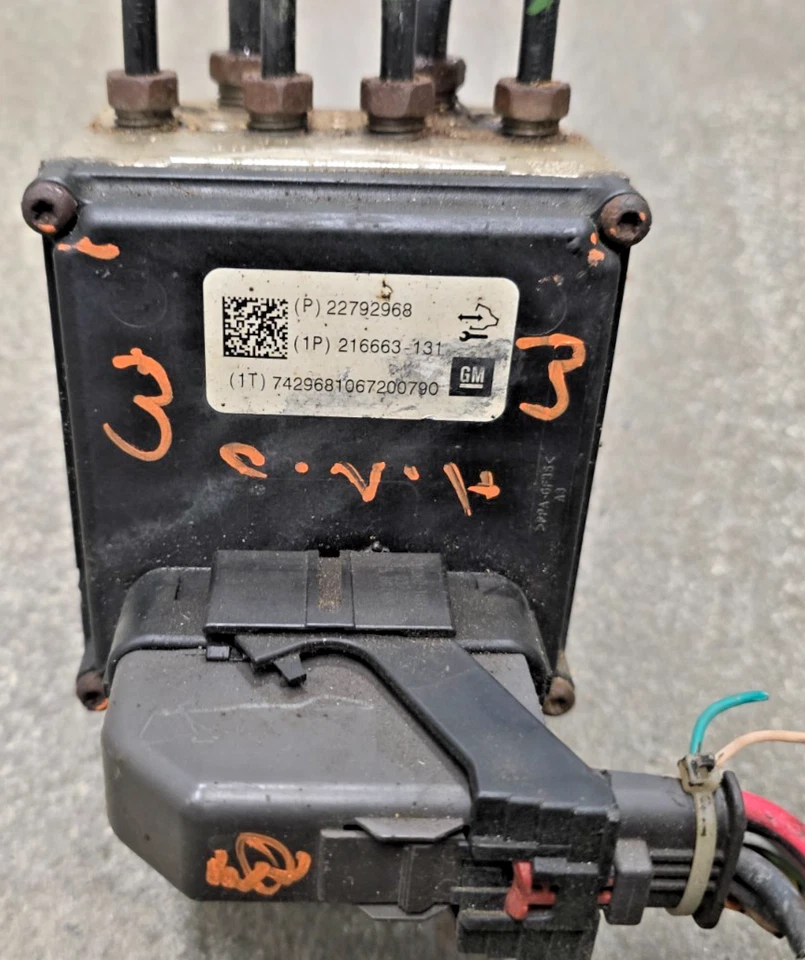 (P) 22792968
(1P) 216663-131
(1T) 7429681067200790
GM
3
3